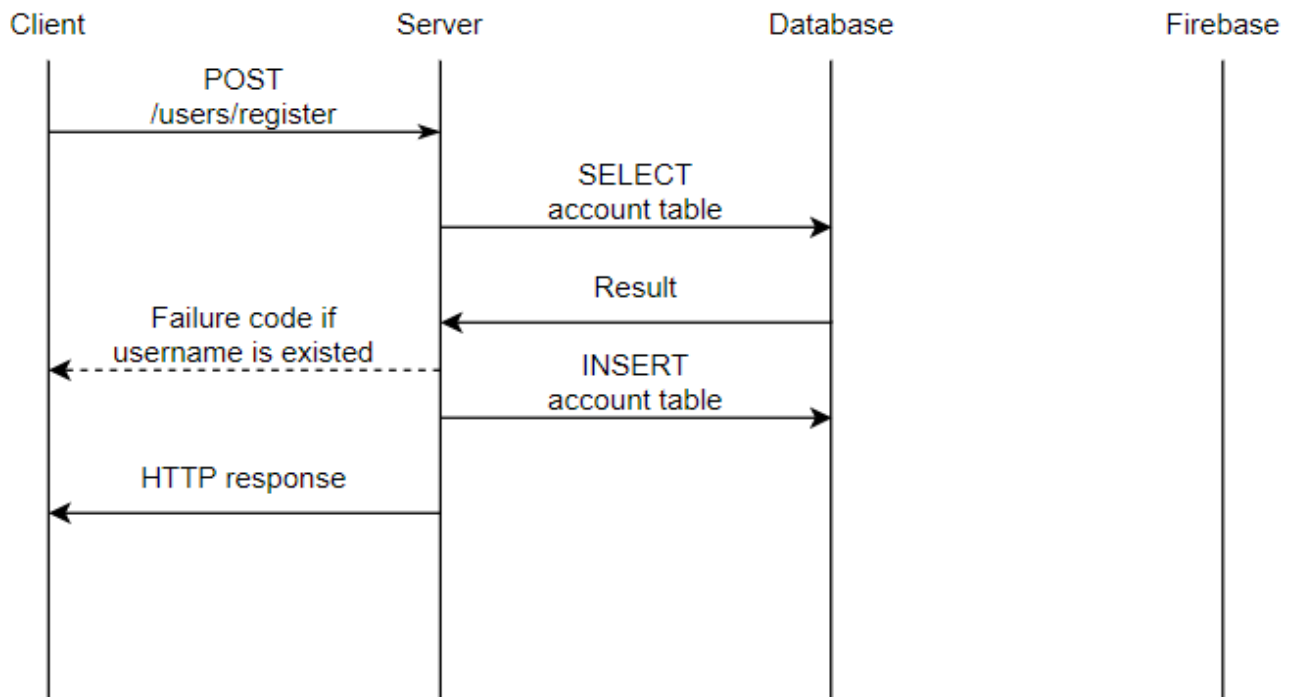 Client
Server
Database
Firebase
POST
/users/register
SELECT
account table
Result
Failure code if
username is existed
INSERT
account table
HTTP response